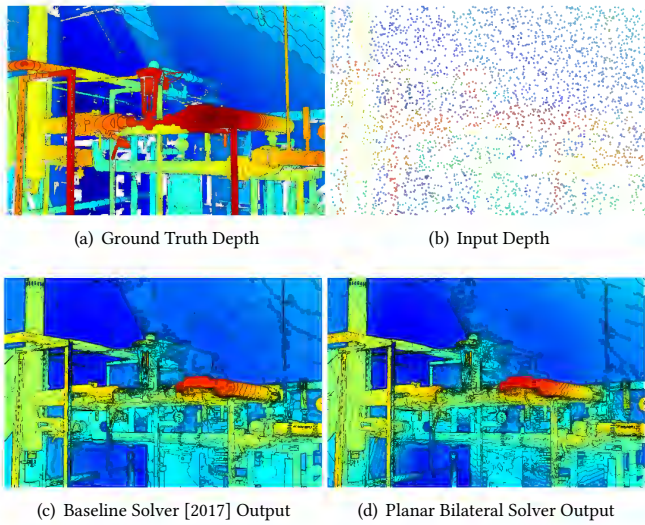 (a) Ground Truth Depth
(b) Input Depth
(c) Baseline Solver [2017] Output
(d) Planar Bilateral Solver Output